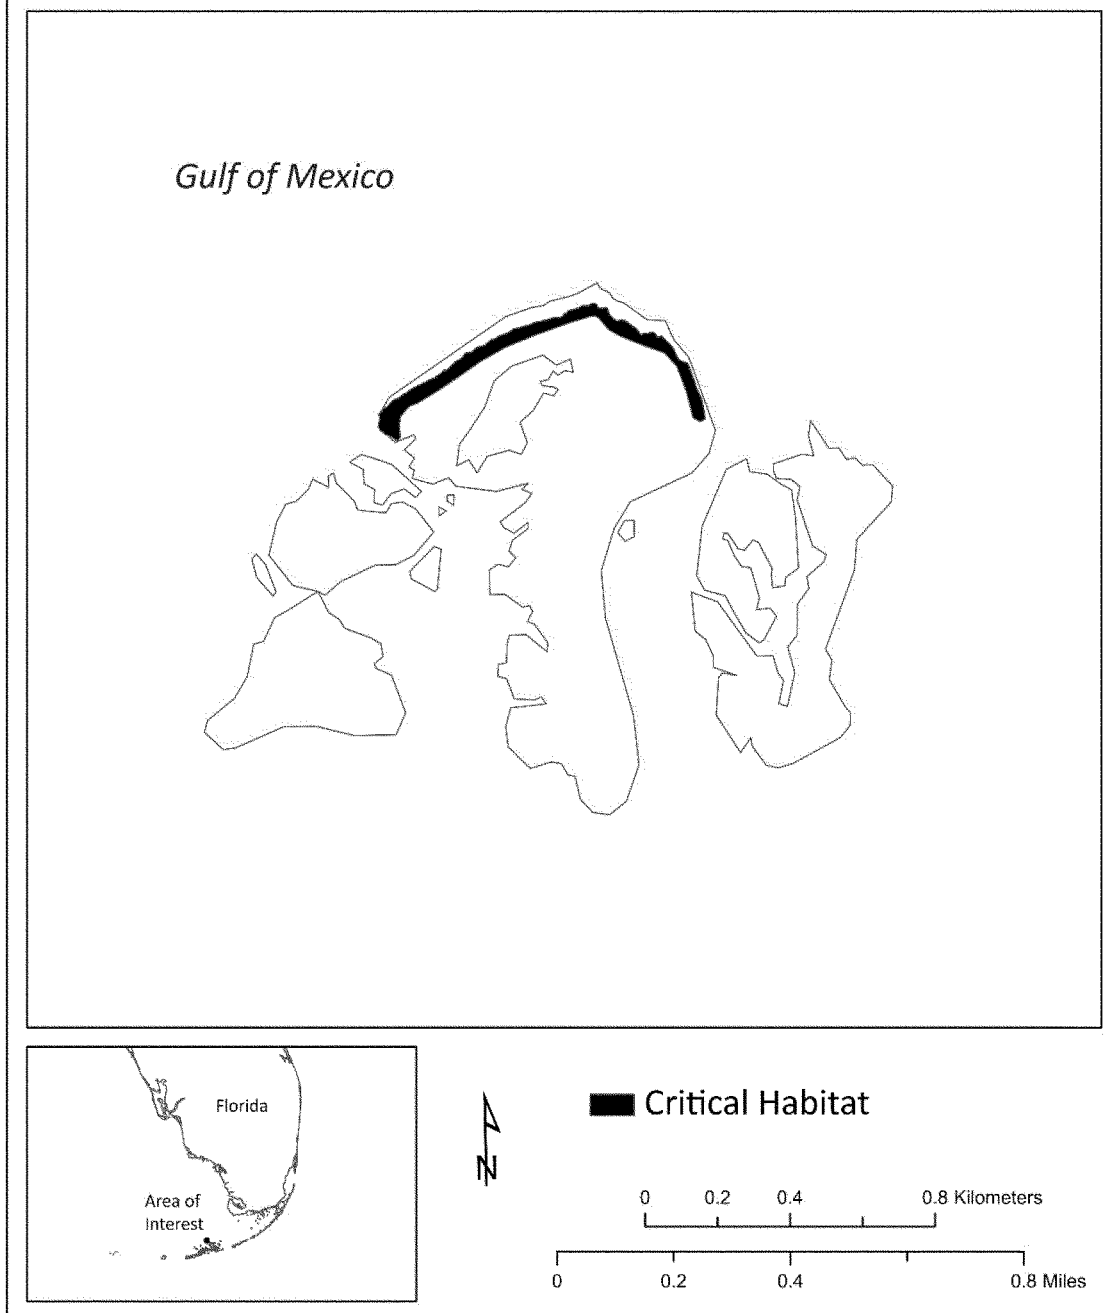 Gulf of Mexico
Florida
Area of
Interest
N
Critical Habitat
0 0.2 0.4 0.8 Kilometers
0 0.2 0.4 0.8 Miles